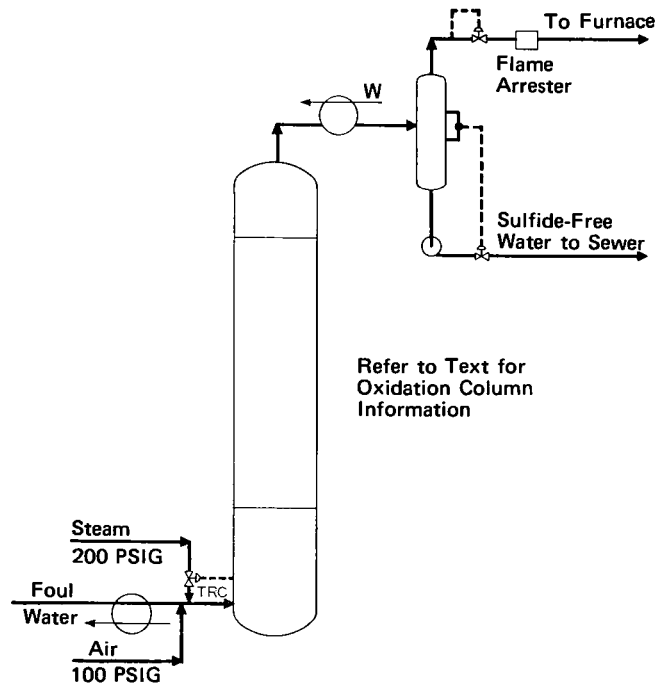 To Furnace
Flame
Arrester
W
Sulfide-Free
Water to Sewer
Refer to Text for
Oxidation Column
Information
Steam
200 PSIG
TRC
Foul
Water
Air
100 PSIG